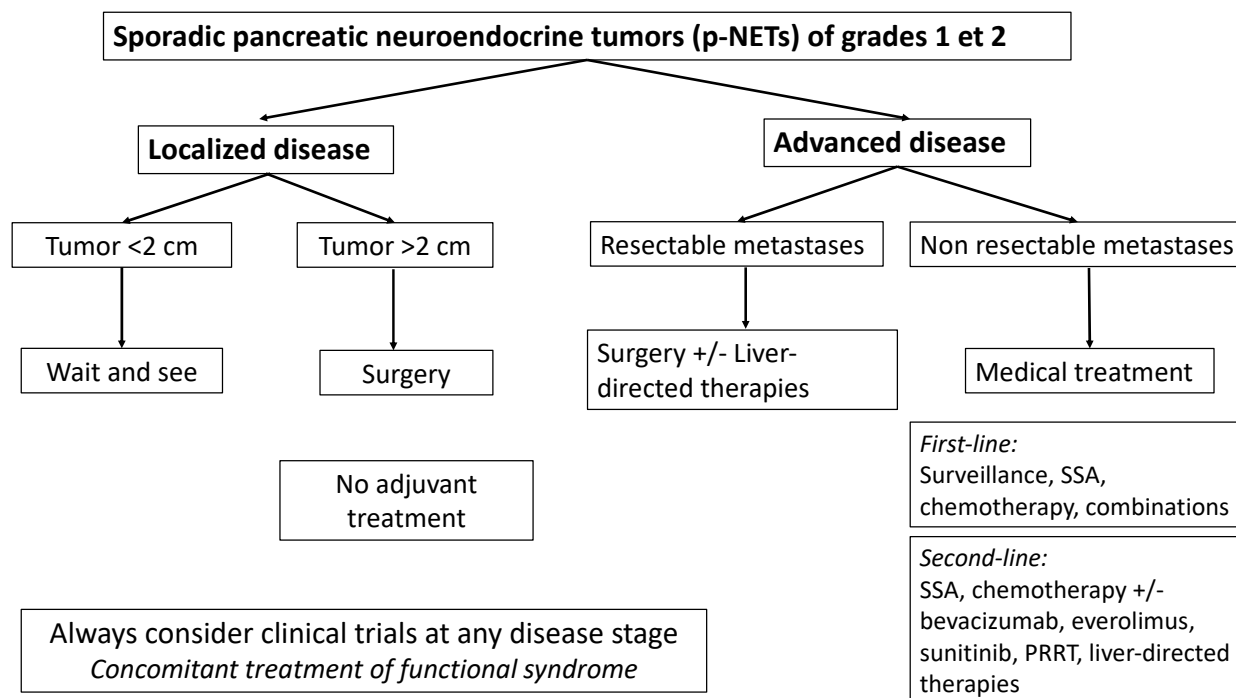 Sporadic pancreatic neuroendocrine tumors (p-NETs) of grades 1 et 2
Localized disease
Advanced disease
Tumor <2 cm
Tumor >2 cm
Resectable metastases
Non resectable metastases
Wait and see
Surgery
Surgery +/- Liver-
directed therapies
Medical treatment
No adjuvant
treatment
First-line:
Surveillance, SSA,
chemotherapy, combinations
Second-line:
SSA, chemotherapy +/-
bevacizumab, everolimus,
sunitinib, PRRT, liver-directed
therapies
Always consider clinical trials at any disease stage
Concomitant treatment of functional syndrome